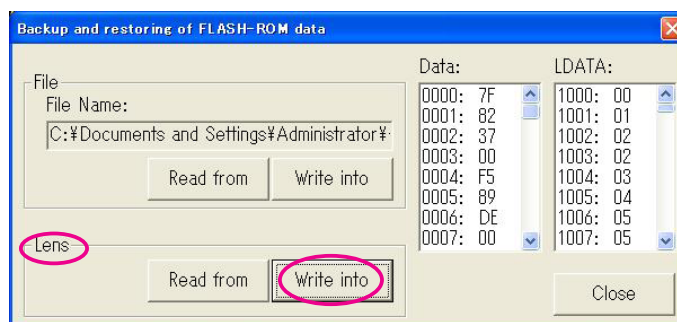 Backup and restoring of FLASH-ROM data
File
File Name:
C:¥Documents and Settings¥Administrator¥
Read from
Write into
Lens
Read from
Write into
Data:
0000: 7F
0001: 82
0002: 37
0003: 00
0004: F5
0005: 89
0006: DE
0007: 00
LDATA:
1000: 00
1001: 01
1002: 02
1003: 02
1004: 03
1005: 04
1006: 05
1007: 05
Close